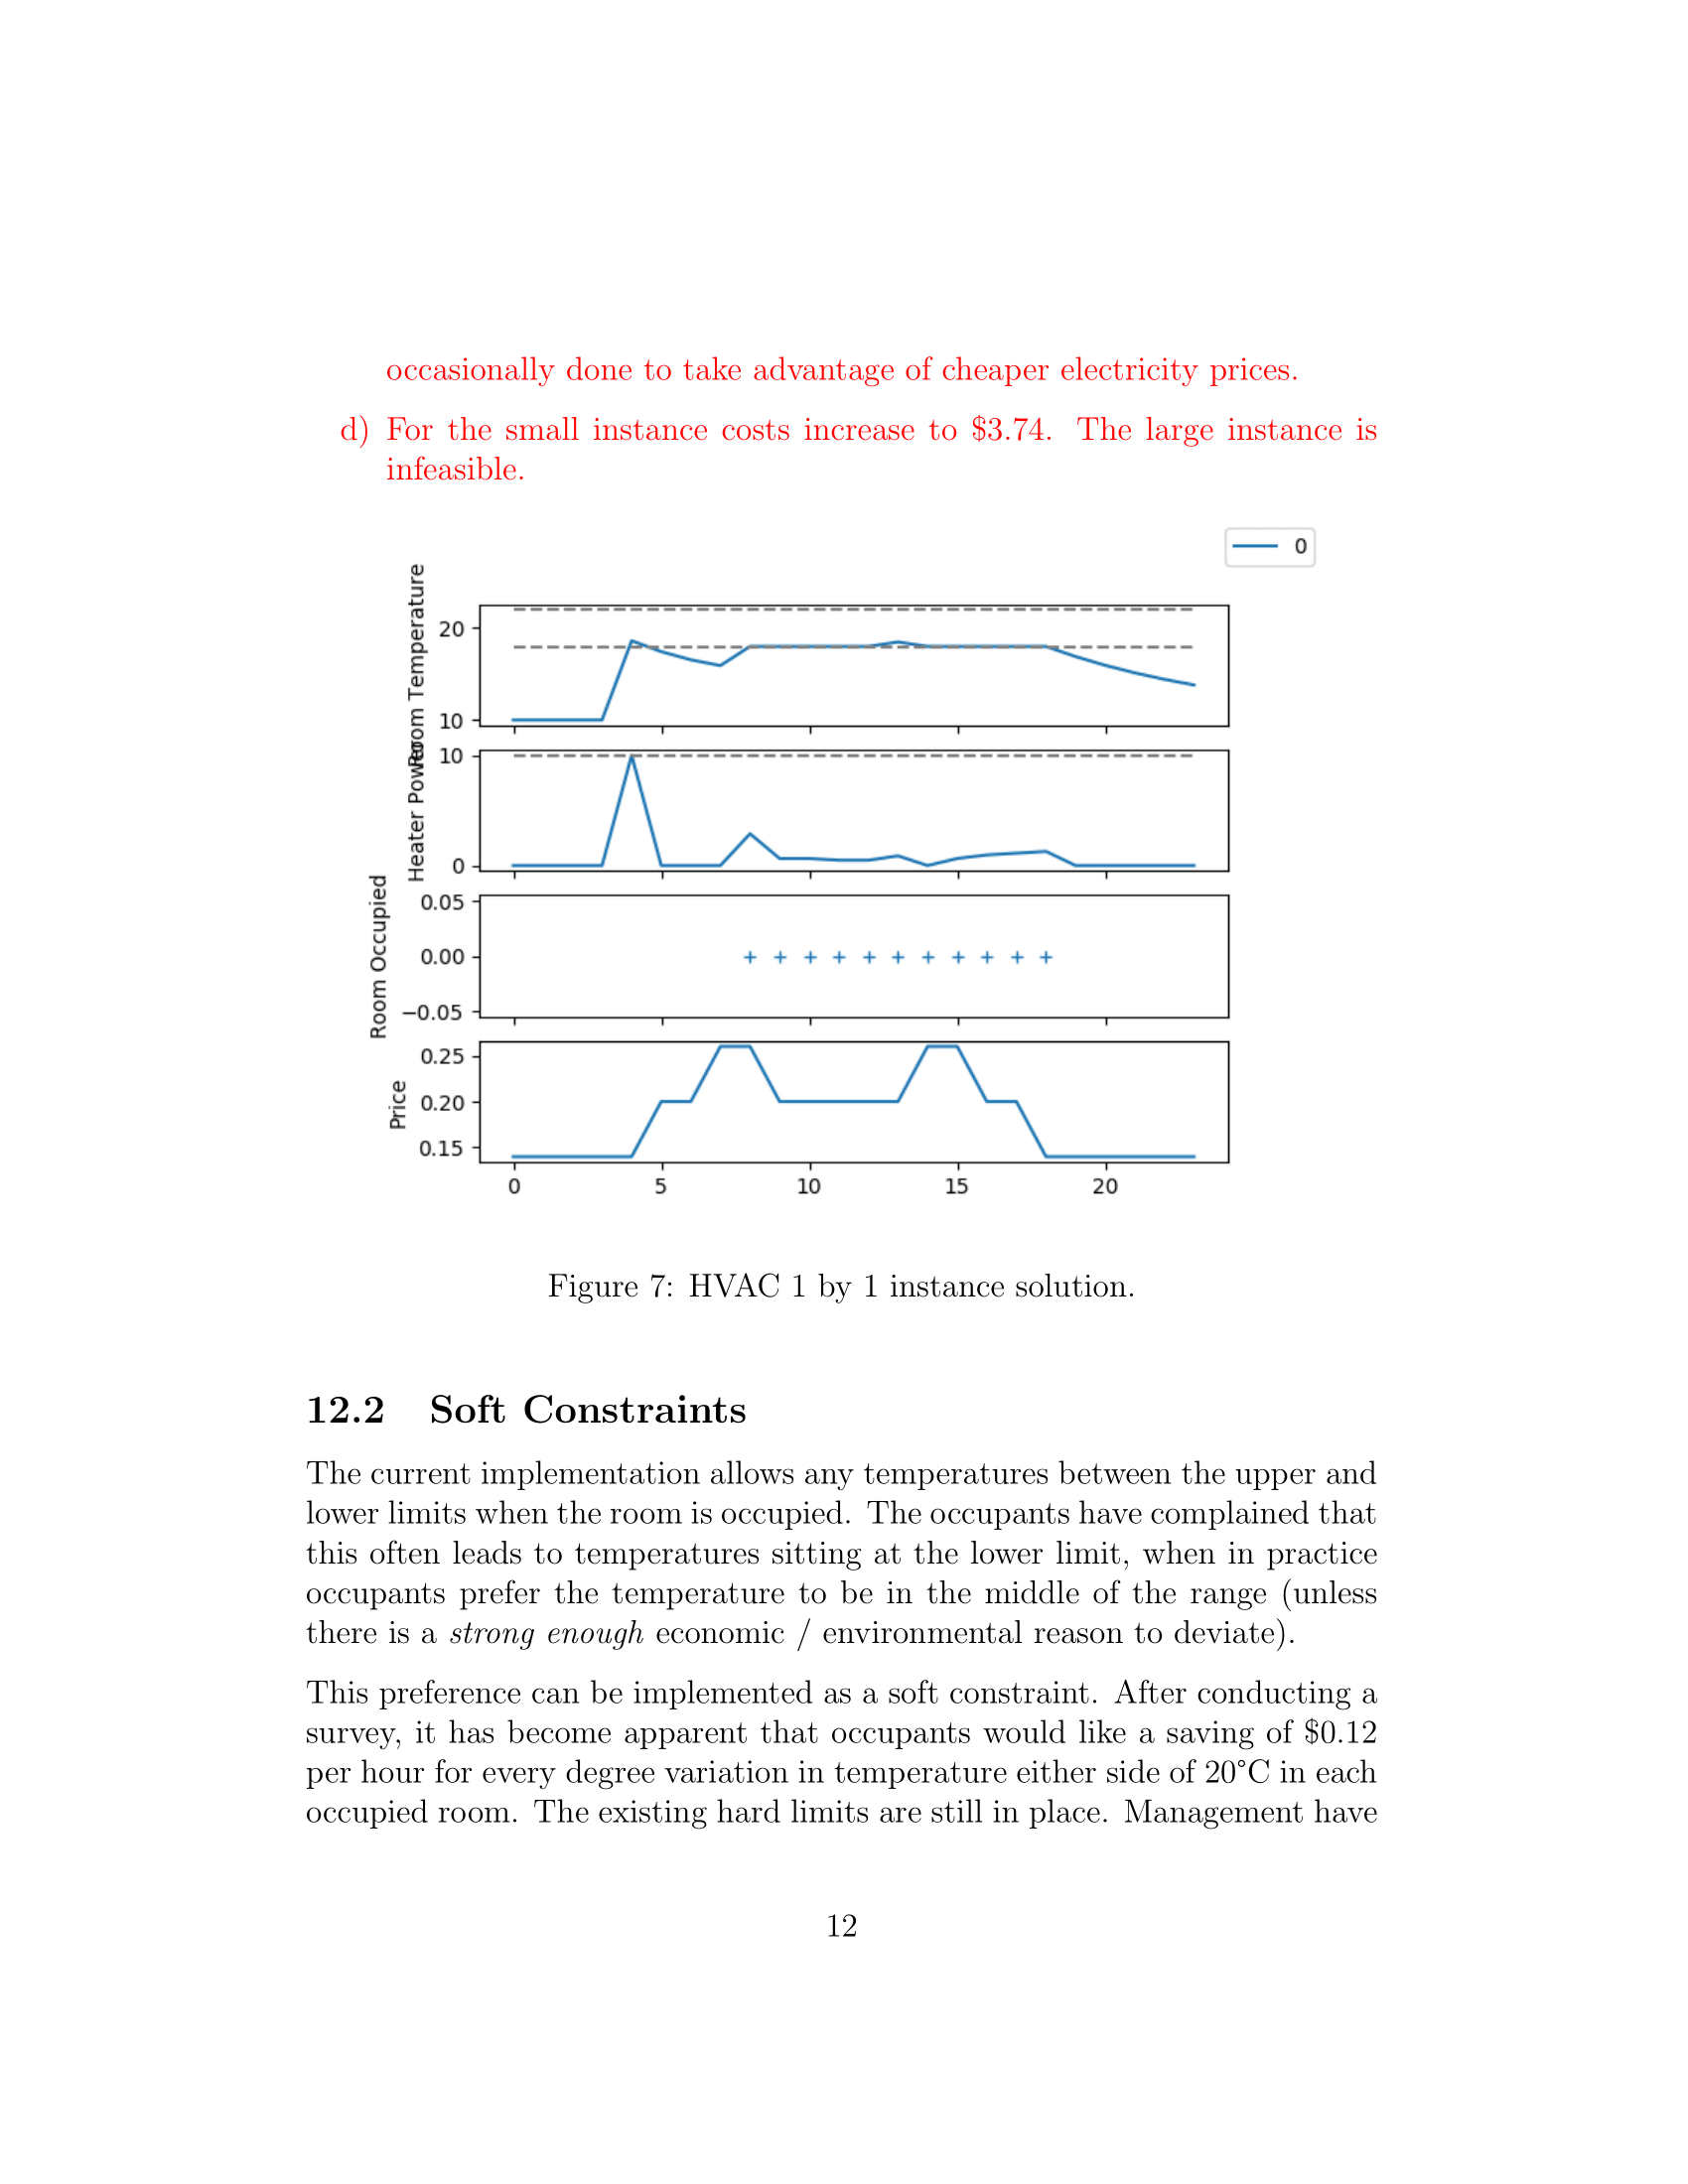 occasionally done to take advantage of cheaper electricity prices.
d) For the small instance costs increase to $3.74. The large instance is
infeasible.
0
Room Temperature
20
10
Heater Power
10
0
Room Occupied
0.05
0.00
−0.05
Price
0.25
0.20
0.15
0 5 10 15 20
Figure 7: HVAC 1 by 1 instance solution.
12.2 Soft Constraints
The current implementation allows any temperatures between the upper and
lower limits when the room is occupied. The occupants have complained that
this often leads to temperatures sitting at the lower limit, when in practice
occupants prefer the temperature to be in the middle of the range (unless
there is a strong enough economic / environmental reason to deviate).
This preference can be implemented as a soft constraint. After conducting a
survey, it has become apparent that occupants would like a saving of $0.12
per hour for every degree variation in temperature either side of 20°C in each
occupied room. The existing hard limits are still in place. Management have
12